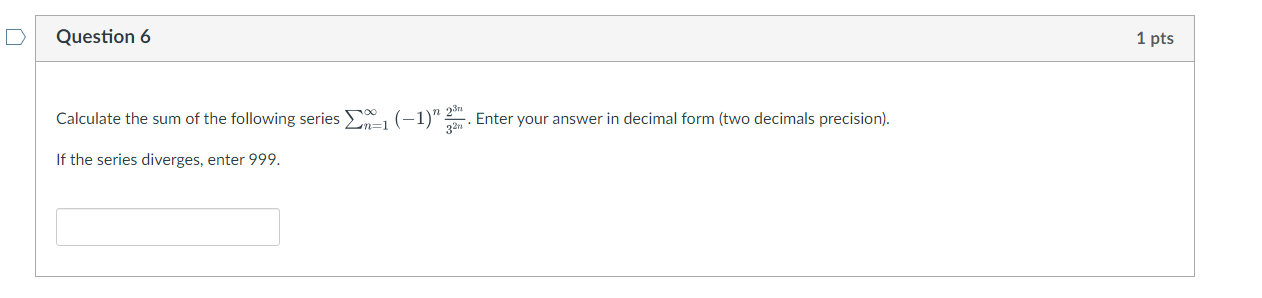 Question 6
1 pts
Calculate the sum of the following series $\sum_{n=1}^{\infty} (-1)^n \frac{2^{3n}}{3^{2n}}$. Enter your answer in decimal form (two decimals precision).
If the series diverges, enter 999.